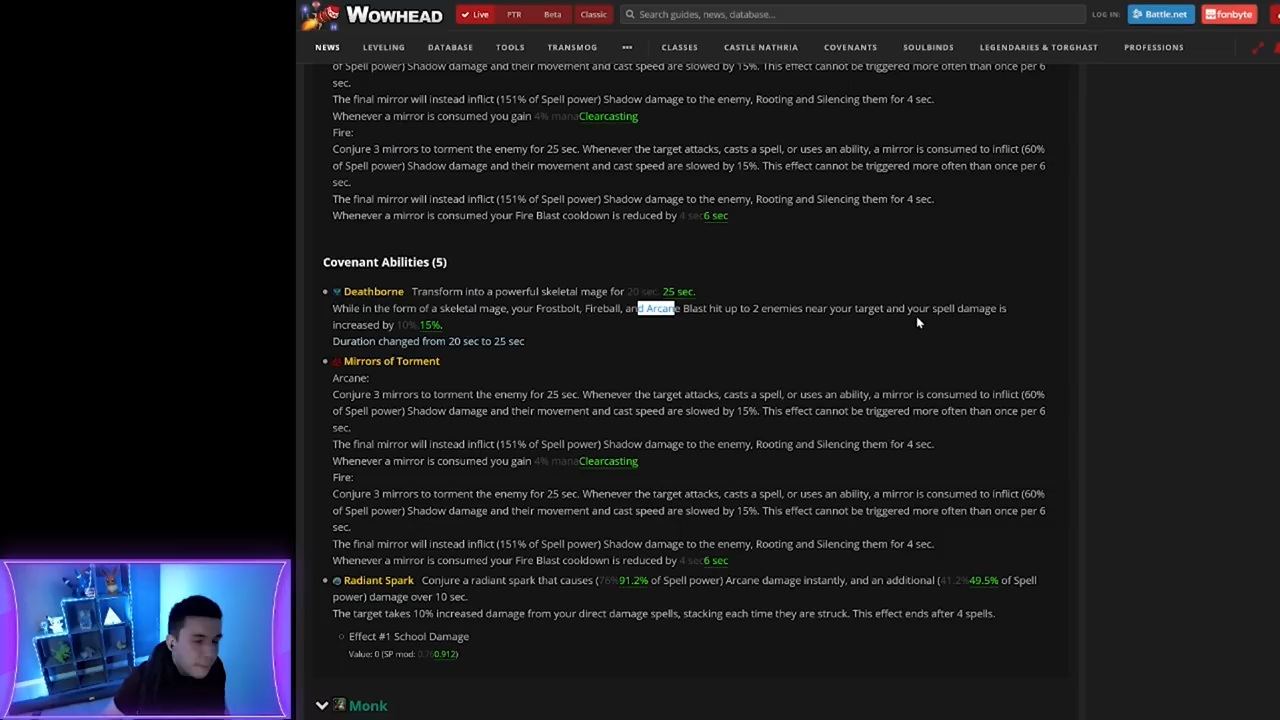 WOWHEAD
Live PTR Beta Classic Search guides, news, database... LOG IN: Battle.net fanbyte
NEWS LEVELING DATABASE TOOLS TRANSMOG ••• CLASSES CASTLE NATHRIA COVENANTS SOULBINDS LEGENDARIES & TORGHAST PROFESSIONS
of Spell power) Shadow damage and their movement and cast speed are slowed by 15%. This effect cannot be triggered more often than once per 6
sec.
The final mirror will instead inflict (151% of Spell power) Shadow damage to the enemy, Rooting and Silencing them for 4 sec.
Whenever a mirror is consumed you gain 4% manaClearcasting
Fire:
Conjure 3 mirrors to torment the enemy for 25 sec. Whenever the target attacks, casts a spell, or uses an ability, a mirror is consumed to inflict (60%
of Spell power) Shadow damage and their movement and cast speed are slowed by 15%. This effect cannot be triggered more often than once per 6
sec.
The final mirror will instead inflict (151% of Spell power) Shadow damage to the enemy, Rooting and Silencing them for 4 sec.
Whenever a mirror is consumed your Fire Blast cooldown is reduced by 4 sec6 sec
Covenant Abilities (5)
Deathborne Transform into a powerful skeletal mage for 20 sec. 25 sec.
While in the form of a skeletal mage, your Frostbolt, Fireball, and Arcane Blast hit up to 2 enemies near your target and your spell damage is
increased by 10%.15%.
Duration changed from 20 sec to 25 sec
Mirrors of Torment
Arcane:
Conjure 3 mirrors to torment the enemy for 25 sec. Whenever the target attacks, casts a spell, or uses an ability, a mirror is consumed to inflict (60%
of Spell power) Shadow damage and their movement and cast speed are slowed by 15%. This effect cannot be triggered more often than once per 6
sec.
The final mirror will instead inflict (151% of Spell power) Shadow damage to the enemy, Rooting and Silencing them for 4 sec.
Whenever a mirror is consumed you gain 4% manaClearcasting
Fire:
Conjure 3 mirrors to torment the enemy for 25 sec. Whenever the target attacks, casts a spell, or uses an ability, a mirror is consumed to inflict (60%
of Spell power) Shadow damage and their movement and cast speed are slowed by 15%. This effect cannot be triggered more often than once per 6
sec.
The final mirror will instead inflict (151% of Spell power) Shadow damage to the enemy, Rooting and Silencing them for 4 sec.
Whenever a mirror is consumed your Fire Blast cooldown is reduced by 4 sec6 sec
Radiant Spark Conjure a radiant spark that causes (76%91.2% of Spell power) Arcane damage instantly, and an additional (41.2%49.5% of Spell
power) damage over 10 sec.
The target takes 10% increased damage from your direct damage spells, stacking each time they are struck. This effect ends after 4 spells.
Effect #1 School Damage
Value: 0 (SP mod: 0.760.912)
Monk